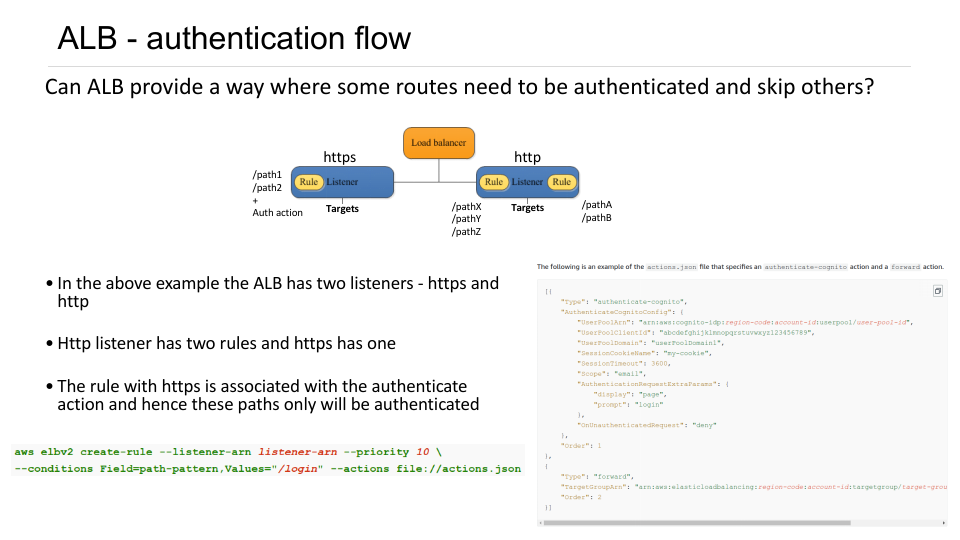 ALB - authentication flow
Can ALB provide a way where some routes need to be authenticated and skip others?
Load balancer
https
http
/path1
/path2
+
Auth action
Rule
Listener
Targets
Rule
Listener
Rule
Targets
/pathX
/pathY
/pathZ
/pathA
/pathB
• In the above example the ALB has two listeners - https and
http
• Http listener has two rules and https has one
• The rule with https is associated with the authenticate
action and hence these paths only will be authenticated
aws elbv2 create-rule --listener-arn listener-arn --priority 10 \
--conditions Field=path-pattern,Values="/login" --actions file://actions.json
The following is an example of the actions.json file that specifies an authenticate-cognito action and a forward action.
[{
"Type": "authenticate-cognito",
"AuthenticateCognitoConfig": {
"UserPoolArn": "arn:aws:cognito-idp:region-code:account-id:userpool/user-pool-id",
"UserPoolClientId": "abcdefghijklmnopqrstuvwxyz123456789",
"UserPoolDomain": "userPoolDomain1",
"SessionCookieName": "my-cookie",
"SessionTimeout": 3600,
"Scope": "email",
"AuthenticationRequestExtraParams": {
"display": "page",
"prompt": "login"
},
"OnUnauthenticatedRequest": "deny"
},
"Order": 1
},
{
"Type": "forward",
"TargetGroupArn": "arn:aws:elasticloadbalancing:region-code:account-id:targetgroup/target-grou
"Order": 2
}]